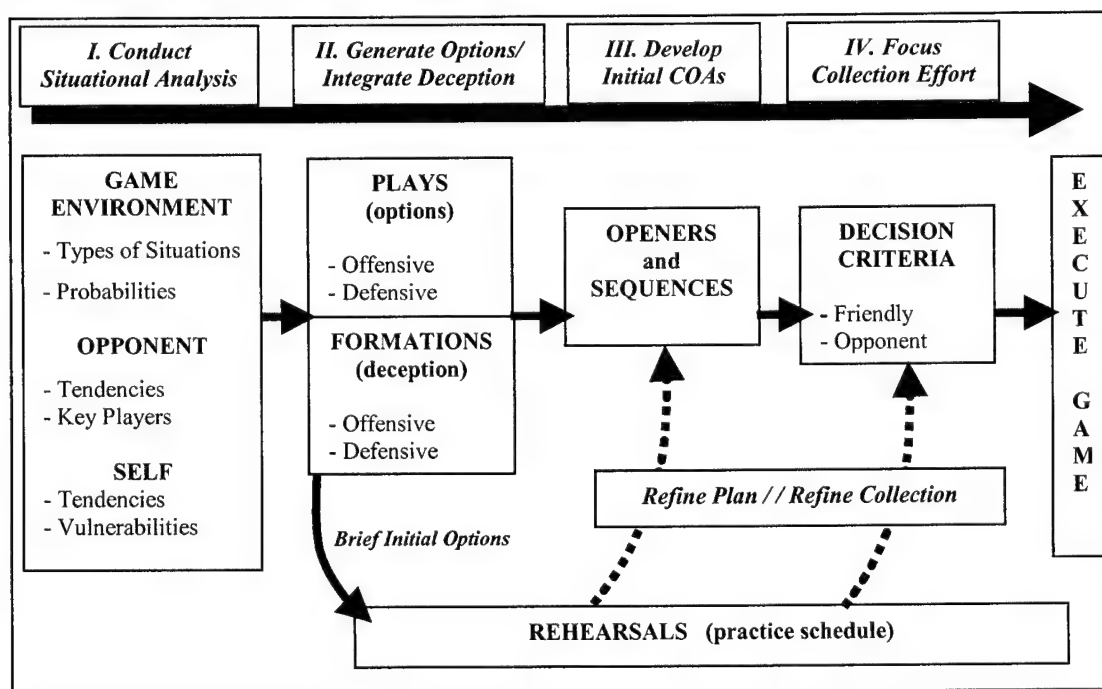 I. Conduct
Situational Analysis
II. Generate Options/
Integrate Deception
III. Develop
Initial COAs
IV. Focus
Collection Effort
GAME
ENVIRONMENT
- Types of Situations
- Probabilities
OPPONENT
- Tendencies
- Key Players
SELF
- Tendencies
- Vulnerabilities
PLAYS
(options)
- Offensive
- Defensive
FORMATIONS
(deception)
- Offensive
- Defensive
OPENERS
and
SEQUENCES
DECISION
CRITERIA
- Friendly
- Opponent
E
X
E
C
U
T
E
G
A
M
E
Refine Plan // Refine Collection
Brief Initial Options
REHEARSALS (practice schedule)